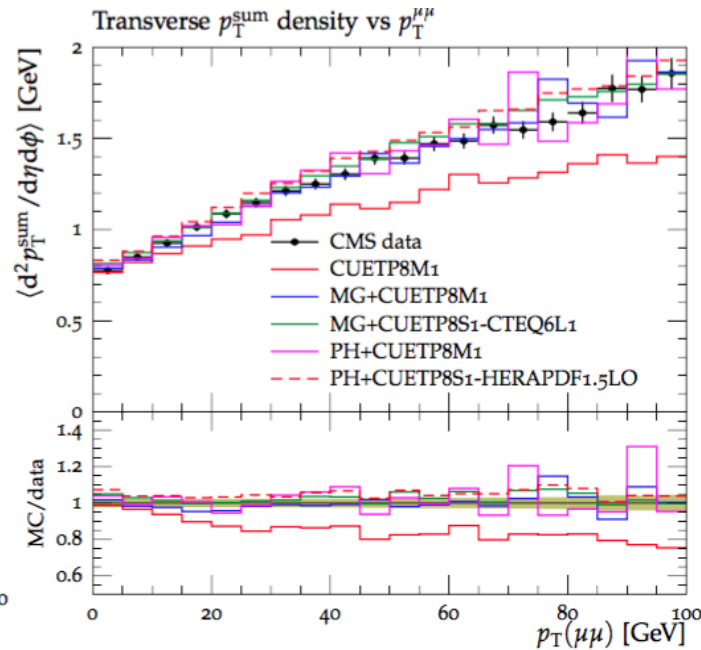 Transverse p_T^sum density vs p_T^μμ
⟨d²p_T^sum/dηdϕ⟩ [GeV]
2
1.5
1
0.5
0
CMS data
CUETP8M1
MG+CUETP8M1
MG+CUETP8S1-CTEQ6L1
PH+CUETP8M1
PH+CUETP8S1-HERAPDF1.5LO
MC/data
1.4
1.2
1
0.8
0.6
0 20 40 60 80 100
p_T(μμ) [GeV]
0